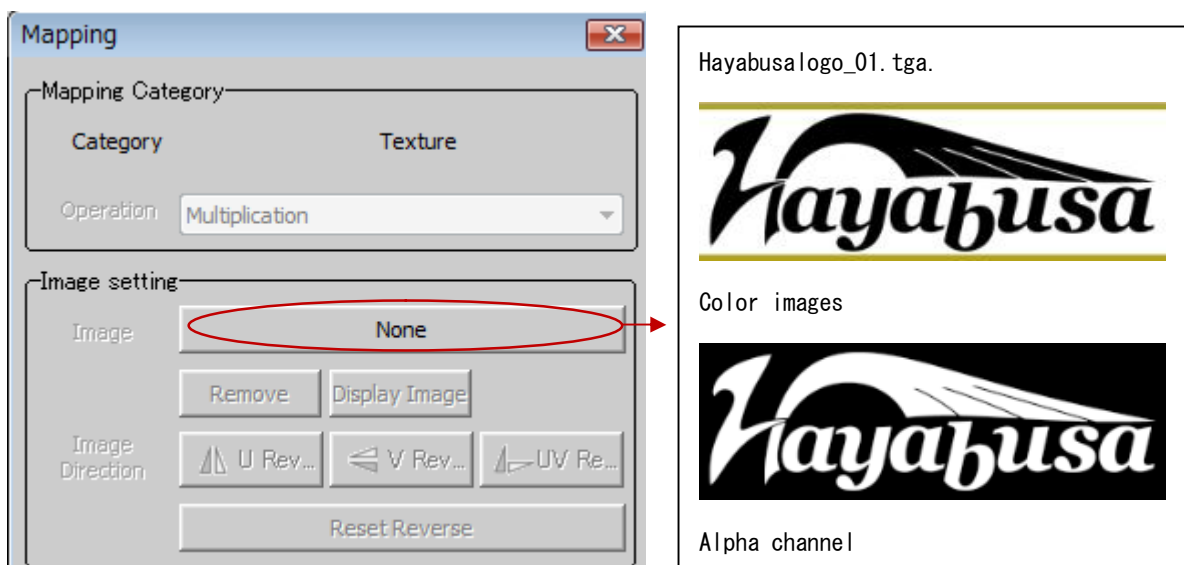 Mapping
Mapping Category
Category Texture
Operation Multiplication
Image setting
Image None
Remove Display Image
Image Direction
U Rev... V Rev... UV Re...
Reset Reverse
Hayabusalogo_01.tga.
Hayabusa
Color images
Hayabusa
Alpha channel